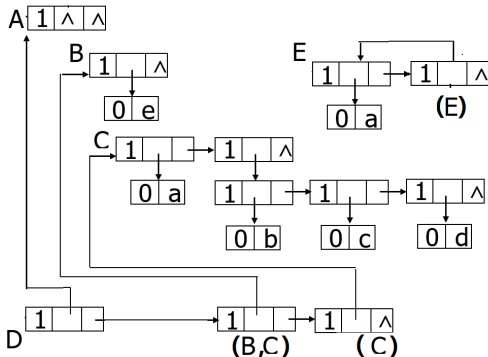 A 1 ^ ^
B E
1 ^ 1 1 ^
0 e 0 a (E)
C 1 1 ^
0 a 1 1 1 ^
0 b 0 c 0 d
D 1 1 1 ^
(B,C) (C)